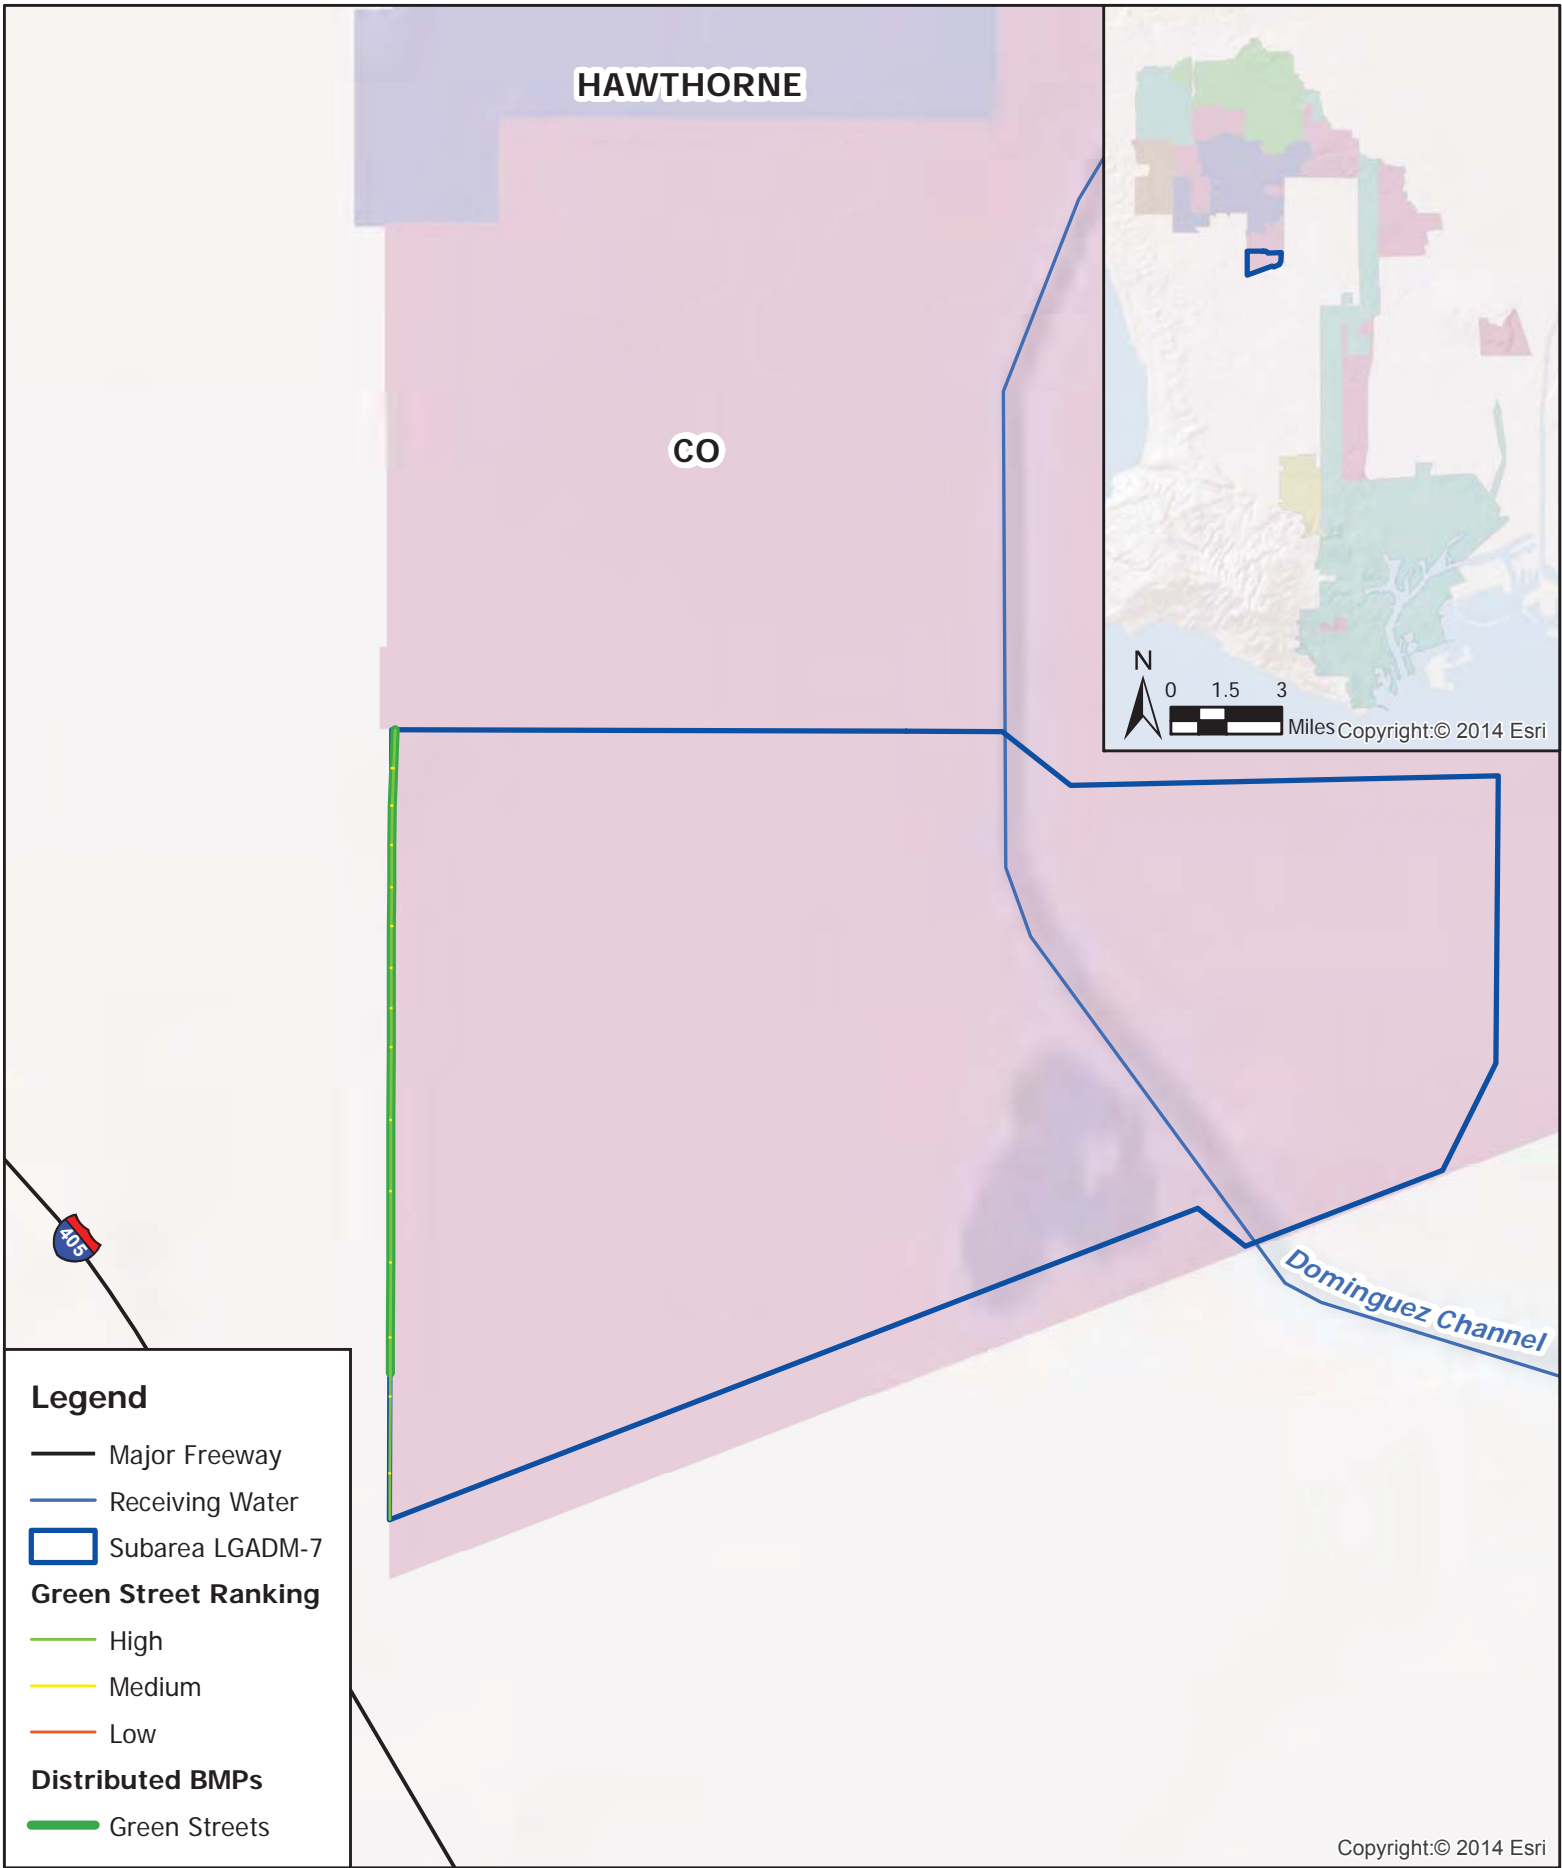 HAWTHORNE
CO
N
0 1.5 3
Miles
Copyright:© 2014 Esri
405
Dominguez Channel
Legend
Major Freeway
Receiving Water
Subarea LGADM-7
Green Street Ranking
High
Medium
Low
Distributed BMPs
Green Streets
Copyright:© 2014 Esri